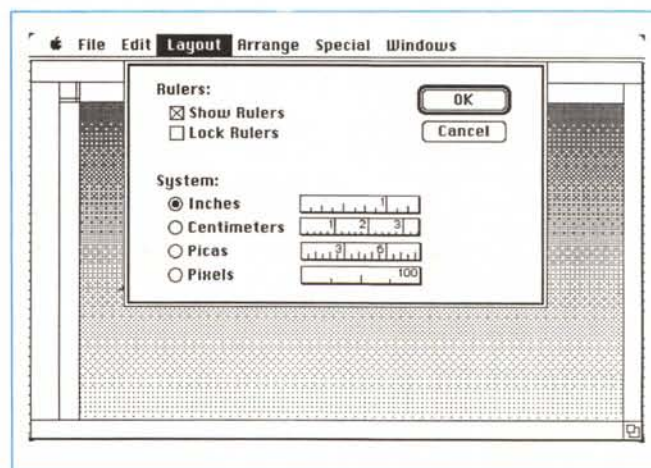 File Edit Layout Arrange Special Windows
Rulers:
Show Rulers
Lock Rulers
OK
Cancel
System:
Inches
1
Centimeters
1 2 3
Picas
3 6
Pixels
100